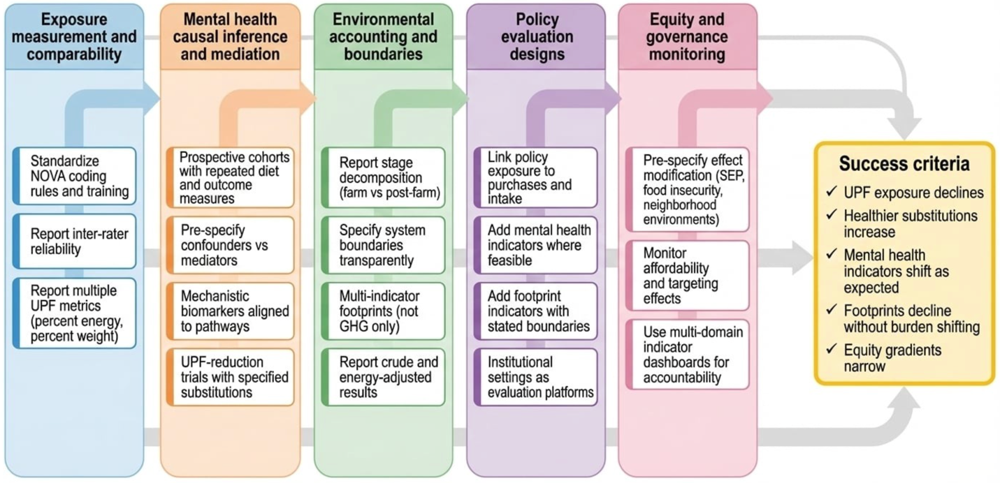 Exposure
measurement and
comparability
Standardize
NOVA coding
rules and training
Report inter-rater
reliability
Report multiple
UPF metrics
(percent energy,
percent weight)
Mental health
causal inference
and mediation
Prospective cohorts
with repeated diet
and outcome
measures
Pre-specify
confounders vs
mediators
Mechanistic
biomarkers aligned
to pathways
UPF-reduction
trials with specified
substitutions
Environmental
accounting and
boundaries
Report stage
decomposition
(farm vs post-farm)
Specify system
boundaries
transparently
Multi-indicator
footprints (not
GHG only)
Report crude and
energy-adjusted
results
Policy
evaluation
designs
Link policy
exposure to
purchases and
intake
Add mental health
indicators where
feasible
Add footprint
indicators with
stated boundaries
Institutional
settings as
evaluation platforms
Equity and
governance
monitoring
Pre-specify effect
modification (SEP,
food insecurity,
neighborhood
environments)
Monitor
affordability
and targeting
effects
Use multi-domain
indicator
dashboards for
accountability
Success criteria
✓ UPF exposure declines
✓ Healthier substitutions
increase
✓ Mental health
indicators shift as
expected
✓ Footprints decline
without burden shifting
✓ Equity gradients
narrow